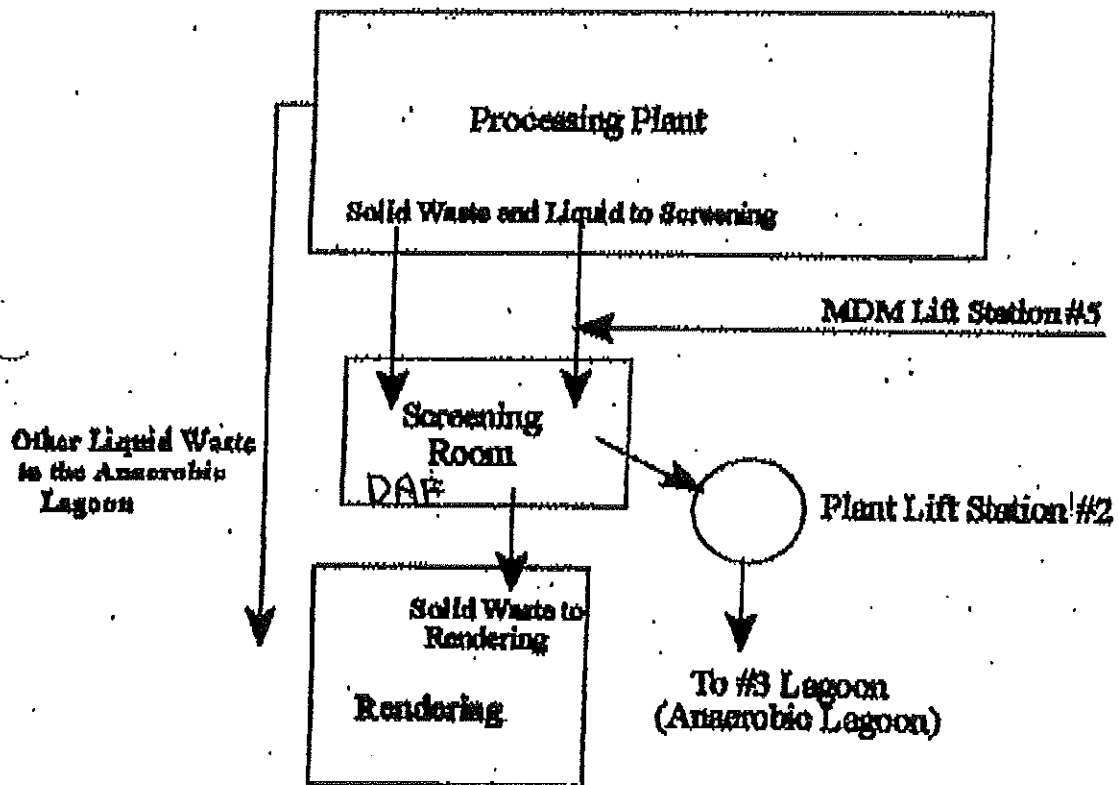 Processing Plant
Solid Waste and Liquid to Screening
MDM Lift Station #5
Screening
Room
DAF
Other Liquid Waste
to the Anaerobic
Lagoon
Plant Lift Station #2
Solid Waste to
Rendering
Rendering
To #3 Lagoon
(Anaerobic Lagoon)